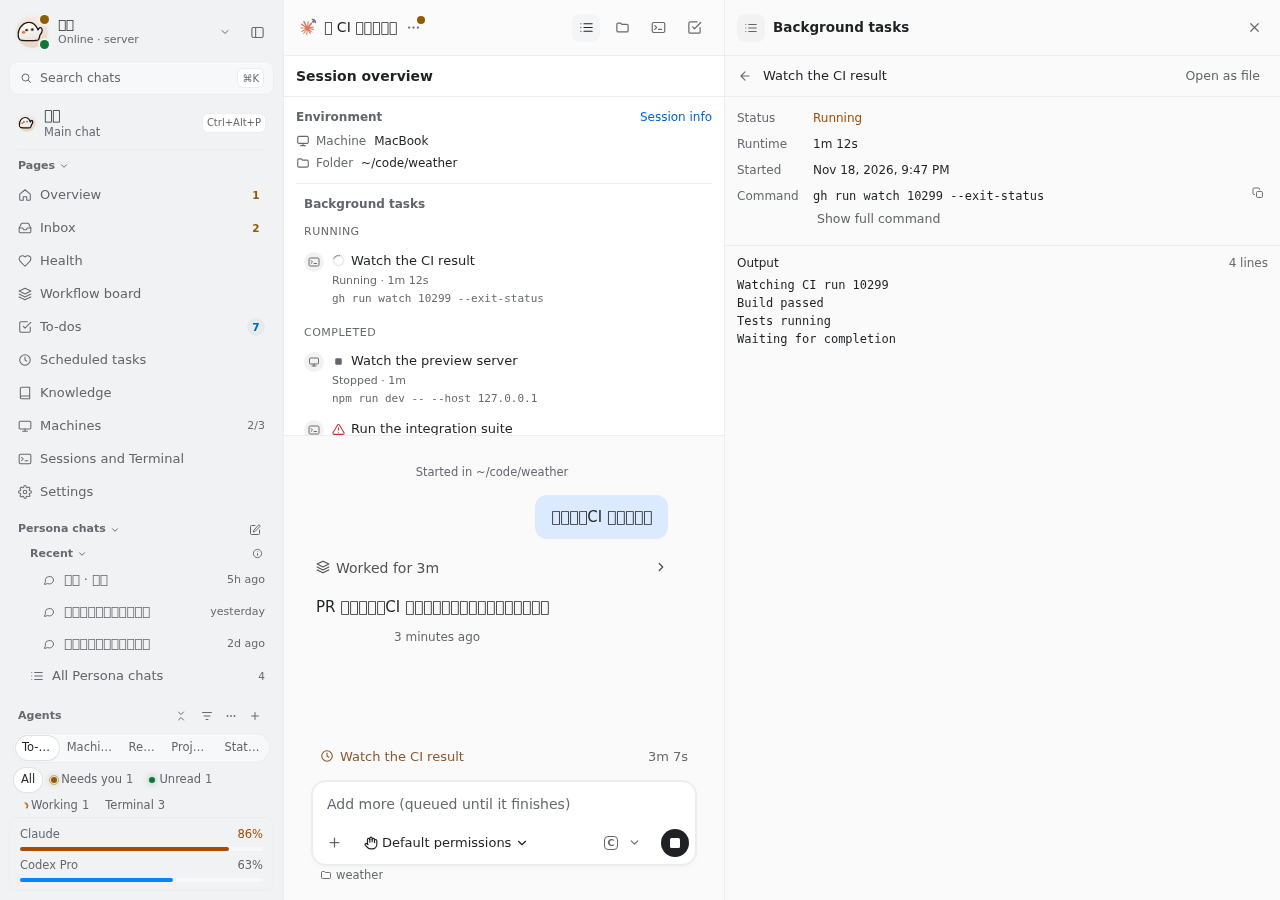 Online · server
Search chats
⌘K
Main chat
Ctrl+Alt+P
Pages
Overview 1
Inbox 2
Health
Workflow board
To-dos 7
Scheduled tasks
Knowledge
Machines 2/3
Sessions and Terminal
Settings
Persona chats
Recent
5h ago
yesterday
2d ago
All Persona chats 4
Agents
To-… Machi… Re… Proj… Stat…
All Needs you 1 Unread 1
Working 1 Terminal 3
Claude 86%
Codex Pro 63%
CI
Session overview
Environment Session info
Machine MacBook
Folder ~/code/weather
Background tasks
RUNNING
Watch the CI result
Running · 1m 12s
gh run watch 10299 --exit-status
COMPLETED
Watch the preview server
Stopped · 1m
npm run dev -- --host 127.0.0.1
Run the integration suite
Started in ~/code/weather
CI
Worked for 3m
PR CI
3 minutes ago
Watch the CI result 3m 7s
Add more (queued until it finishes)
Default permissions C
weather
Background tasks
Watch the CI result Open as file
Status Running
Runtime 1m 12s
Started Nov 18, 2026, 9:47 PM
Command gh run watch 10299 --exit-status
Show full command
Output 4 lines
Watching CI run 10299
Build passed
Tests running
Waiting for completion